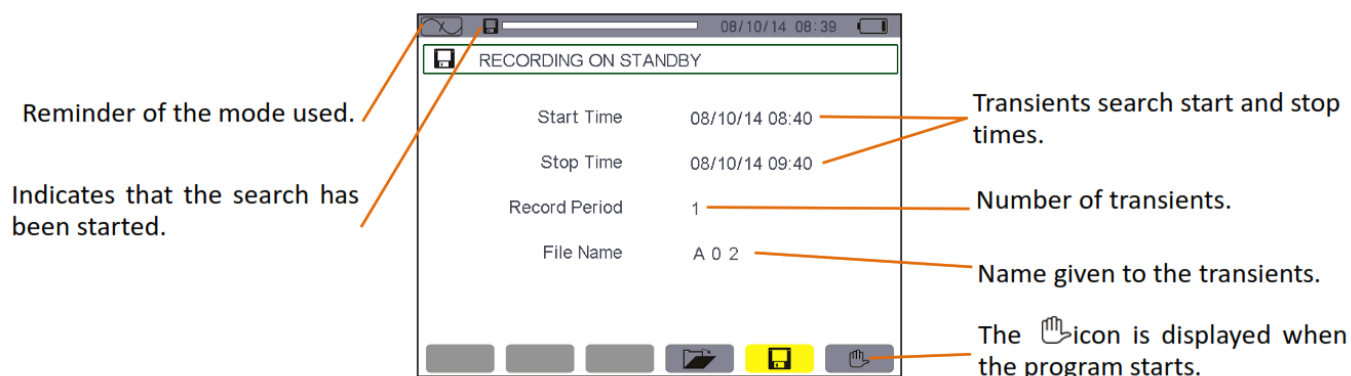 08/10/14 08:39
RECORDING ON STANDBY
Reminder of the mode used.
Indicates that the search has
been started.
Start Time 08/10/14 08:40
Stop Time 08/10/14 09:40
Record Period 1
File Name A 0 2
Transients search start and stop
times.
Number of transients.
Name given to the transients.
The icon is displayed when
the program starts.